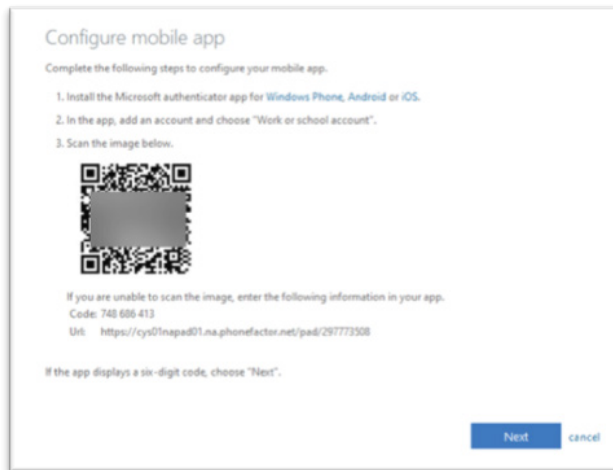 Configure mobile app
Complete the following steps to configure your mobile app.
1. Install the Microsoft authenticator app for Windows Phone, Android or iOS.
2. In the app, add an account and choose "Work or school account".
3. Scan the image below.
If you are unable to scan the image, enter the following information in your app.
Code: 748 686 413
Url: https://cys01napad01.na.phonefactor.net/pad/297773508
If the app displays a six-digit code, choose "Next".
Next cancel